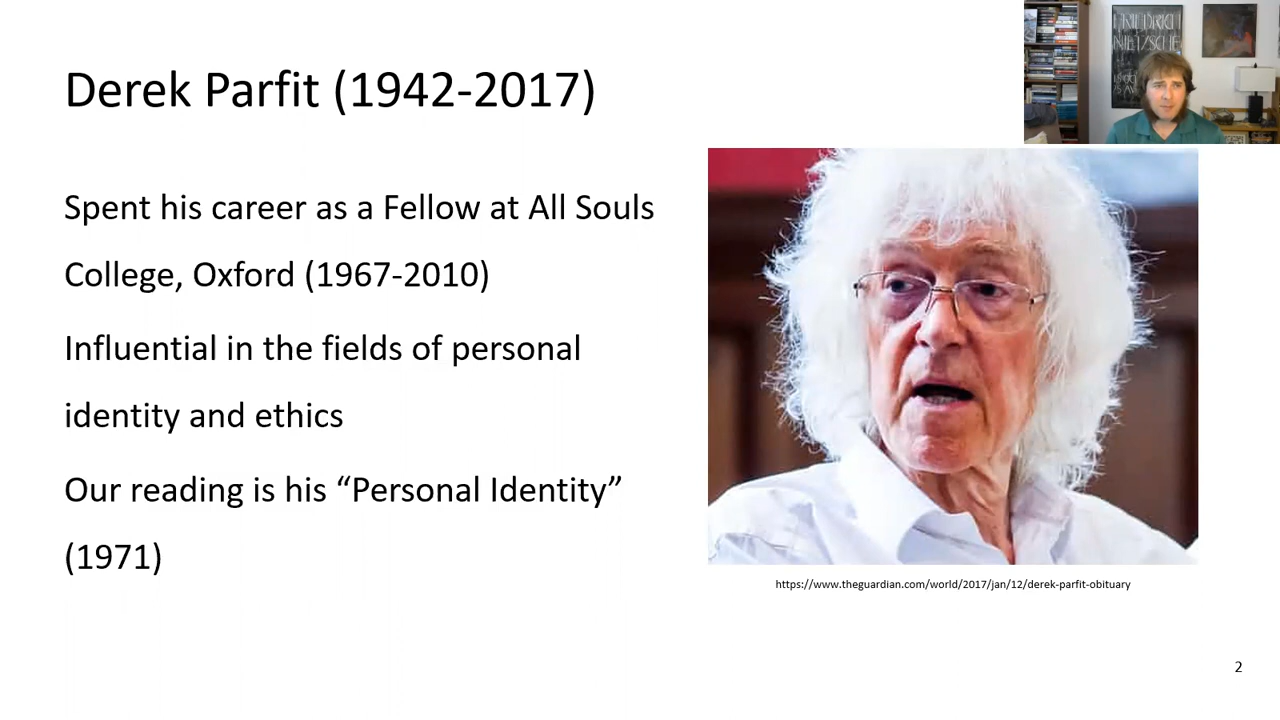 Derek Parfit (1942-2017)
Spent his career as a Fellow at All Souls
College, Oxford (1967-2010)
Influential in the fields of personal
identity and ethics
Our reading is his “Personal Identity”
(1971)
https://www.theguardian.com/world/2017/jan/12/derek-parfit-obituary
2
FRIEDRICH
NIETZSCHE